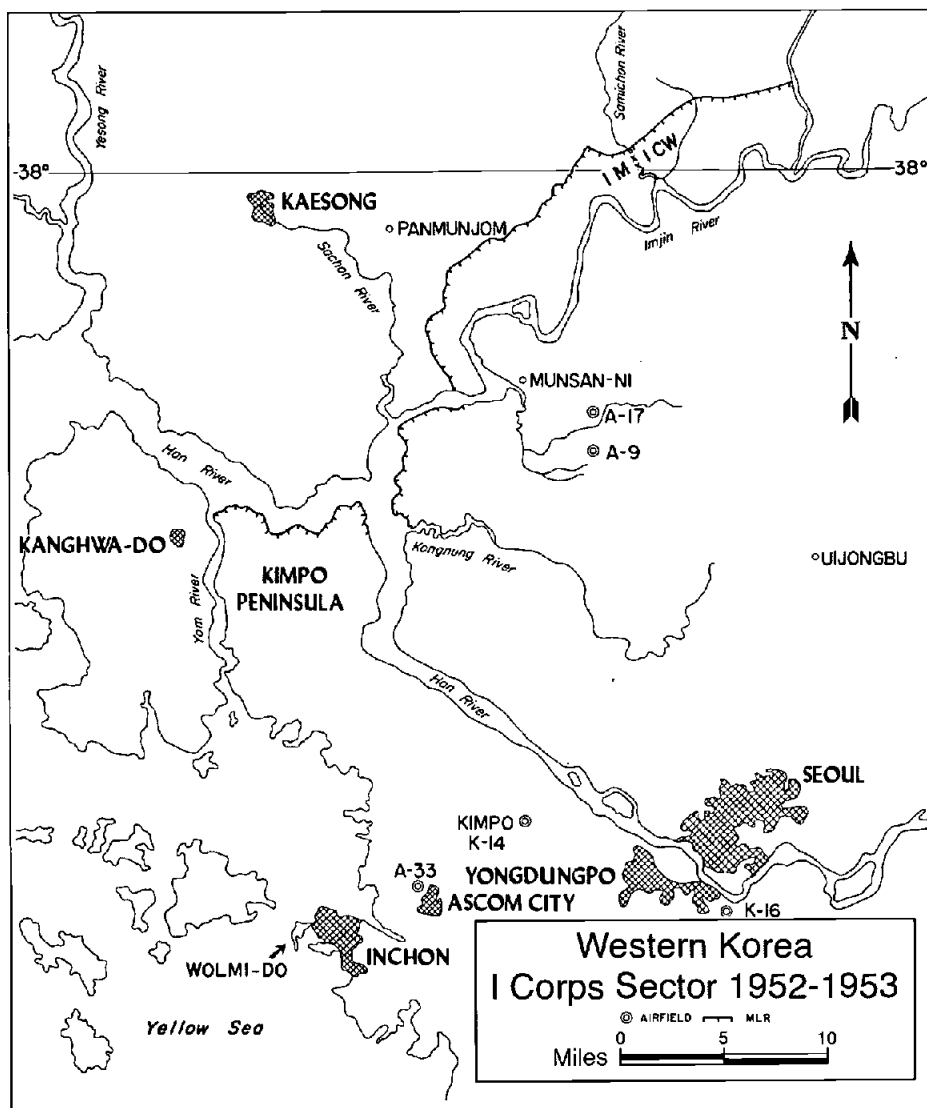 Yesong River
Samichon River
38°
38°
I M
I CW
KAESONG
PANMUNJOM
Sachon River
Imjin River
N
MUNSAN-NI
A-17
A-9
Han River
KANGHWA-DO
KIMPO
PENINSULA
Yom River
Kongnung River
UIJONGBU
Han River
SEOUL
KIMPO
K-14
A-33
YONGDUNGPO
ASCOM CITY
K-16
WOLMI-DO
INCHON
Yellow Sea
Western Korea
I Corps Sector 1952-1953
AIRFIELD MLR
0 5 10
Miles